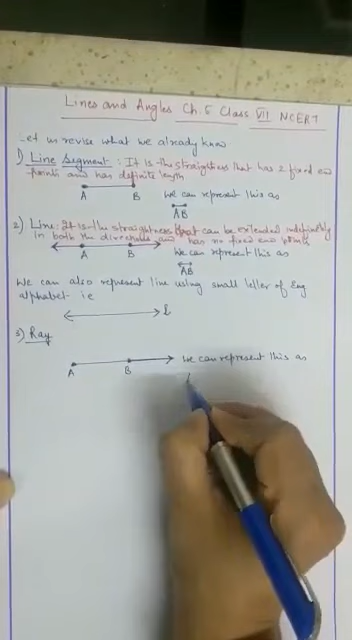 Lines and Angles Ch.5 Class VII NCERT
Let us revise what we already know
1) Line Segment : It is the straightness that has 2 fixed end
points and has definite length
A B we can represent this as
AB
2) Line: It is the straightness that can be extended indefinitely
in both the directions and has no fixed end points
A B We can represent this as
AB
We can also represent line using small letter of Eng
alphabet i.e
l
3) Ray
we can represent this as
A B